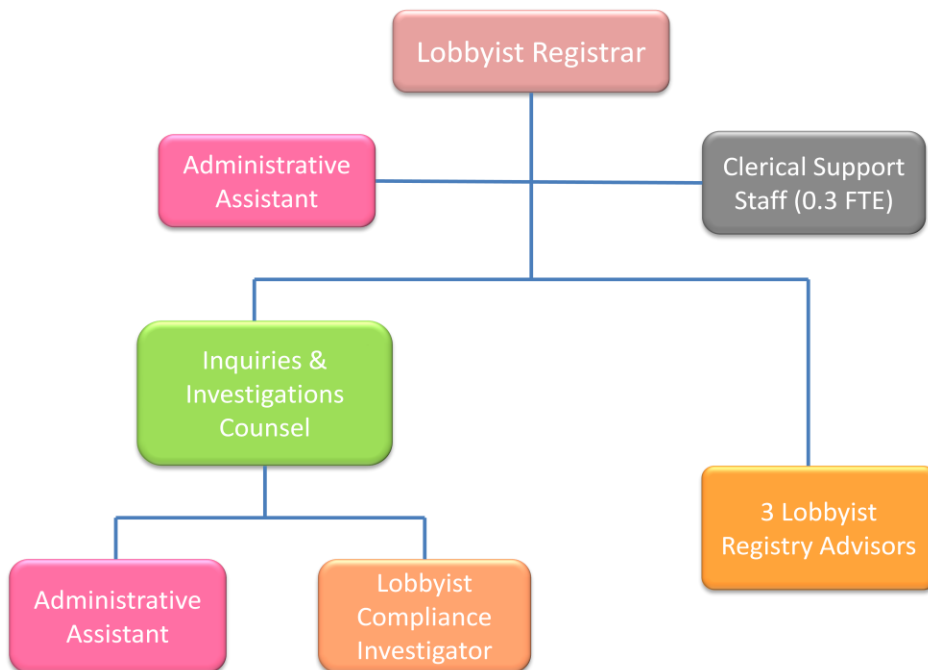 Lobbyist Registrar
Administrative
Assistant
Clerical Support
Staff (0.3 FTE)
Inquiries &
Investigations
Counsel
3 Lobbyist
Registry Advisors
Administrative
Assistant
Lobbyist
Compliance
Investigator